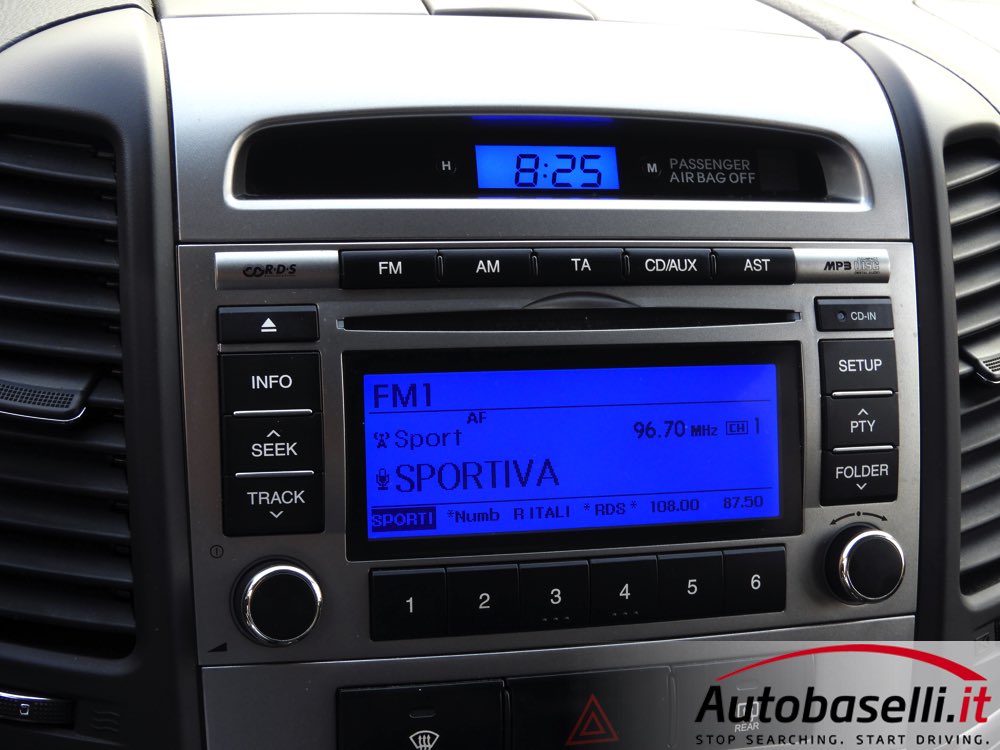 H 8:25 M PASSENGER
AIR BAG OFF
R·D·S FM AM TA CD/AUX AST MP3
CD-IN
INFO
SEEK
TRACK
FM1
AF
Sport 96.70 MHz CH 1
SPORTIVA
SPORTI *Numb R ITALI *RDS* 108.00 87.50
SETUP
PTY
FOLDER
1 2 3 4 5 6
REAR
Autobaselli.it
STOP SEARCHING. START DRIVING.